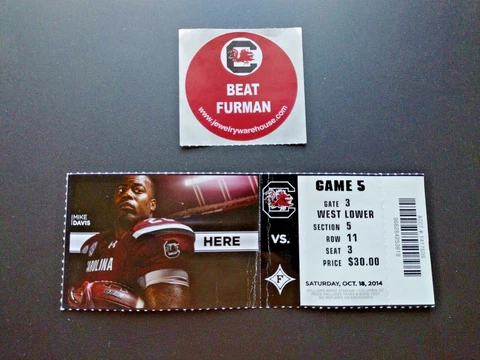 BEAT
FURMAN
www.jewelrywarehouse.com
MIKE
DAVIS
CAROLINA
HERE
VS.
F
GAME 5
GATE 3
WEST LOWER
SECTION 5
ROW 11
SEAT 3
PRICE $30.00
SATURDAY, OCT. 18, 2014